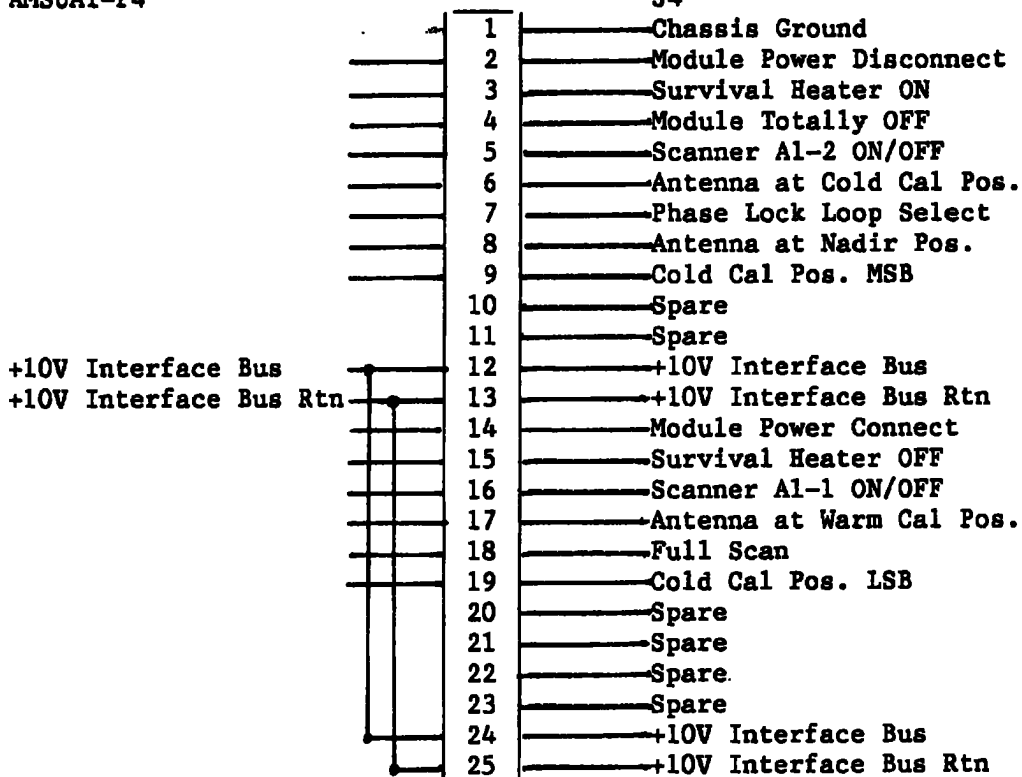 AMSUA1-P4 J4
1 Chassis Ground
2 Module Power Disconnect
3 Survival Heater ON
4 Module Totally OFF
5 Scanner A1-2 ON/OFF
6 Antenna at Cold Cal Pos.
7 Phase Lock Loop Select
8 Antenna at Nadir Pos.
9 Cold Cal Pos. MSB
10 Spare
11 Spare
+10V Interface Bus 12 +10V Interface Bus
+10V Interface Bus Rtn 13 +10V Interface Bus Rtn
14 Module Power Connect
15 Survival Heater OFF
16 Scanner A1-1 ON/OFF
17 Antenna at Warm Cal Pos.
18 Full Scan
19 Cold Cal Pos. LSB
20 Spare
21 Spare
22 Spare
23 Spare
24 +10V Interface Bus
25 +10V Interface Bus Rtn